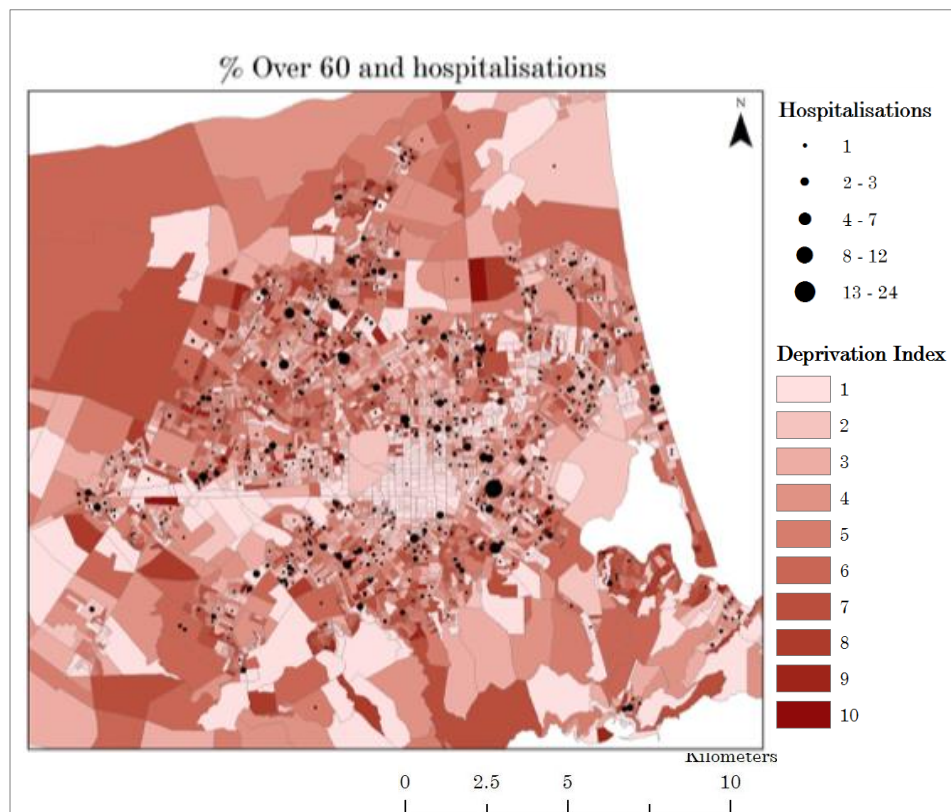 % Over 60 and hospitalisations
N
Hospitalisations
1
2 - 3
4 - 7
8 - 12
13 - 24
Deprivation Index
1
2
3
4
5
6
7
8
9
10
Kilometers
0 2.5 5 10